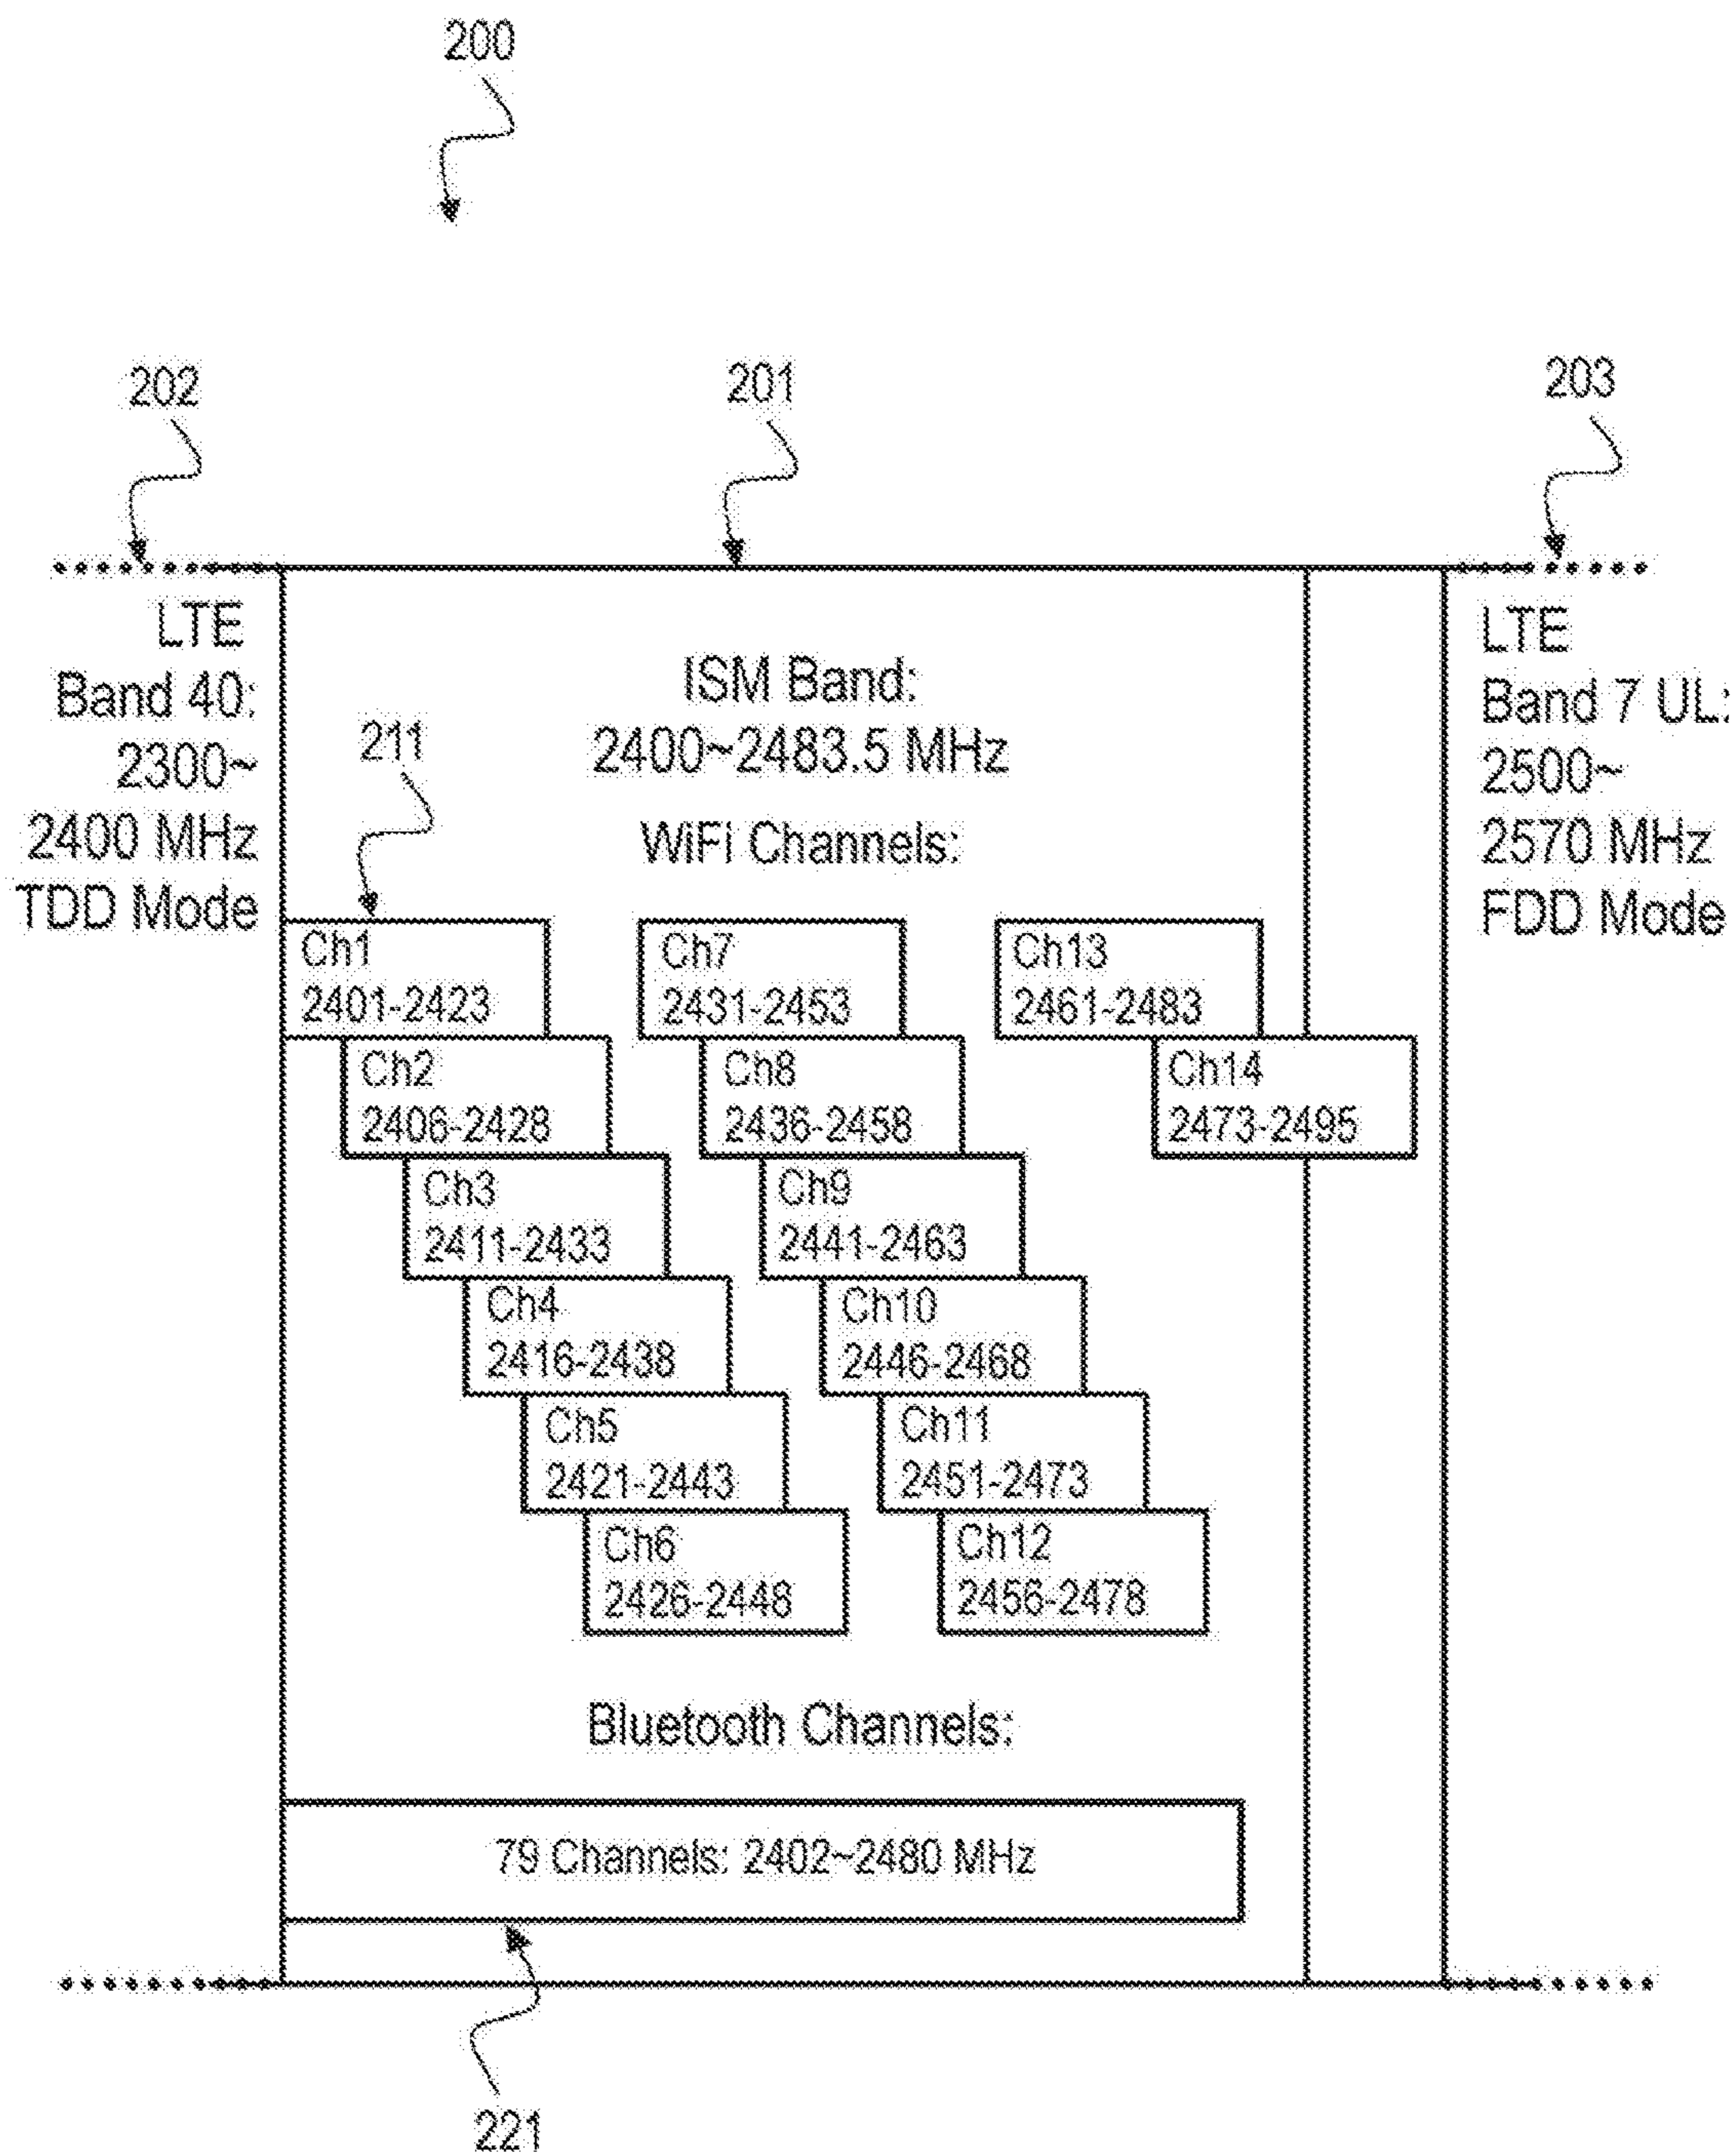 200
202
201
203
LTE
Band 40:
2300~
2400 MHz
TDD Mode
ISM Band:
2400~2483.5 MHz
WiFi Channels:
LTE
Band 7 UL:
2500~
2570 MHz
FDD Mode
211
Ch1
2401-2423
Ch2
2406-2428
Ch3
2411-2433
Ch4
2416-2438
Ch5
2421-2443
Ch6
2426-2448
Ch7
2431-2453
Ch8
2436-2458
Ch9
2441-2463
Ch10
2446-2468
Ch11
2451-2473
Ch12
2456-2478
Ch13
2461-2483
Ch14
2473-2495
Bluetooth Channels:
79 Channels: 2402~2480 MHz
221